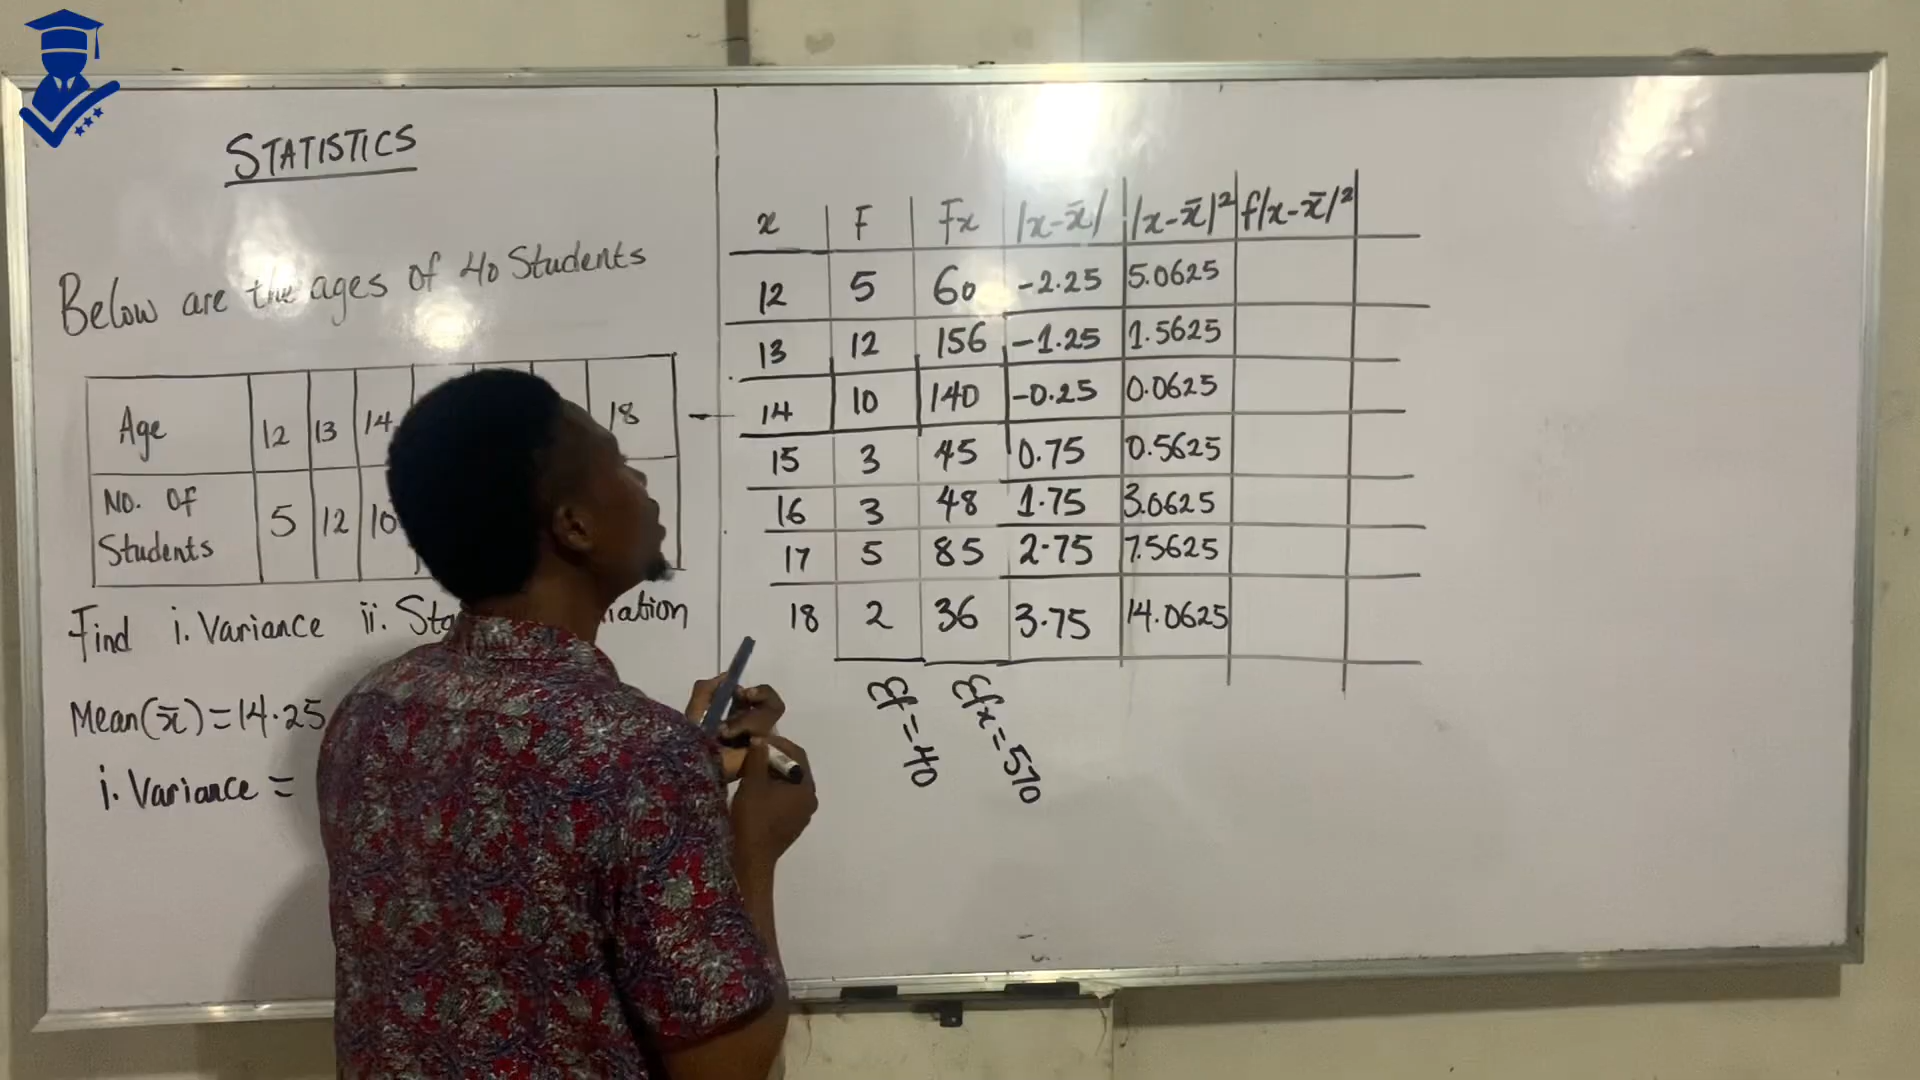 STATISTICS
Below are the ages of 40 Students
Age 12 13 14 18
No. Of
Students 5 12 10
Find i. Variance ii.
Mean(x̄) = 14.25
i. Variance =
x F Fx |x-x̄| |x-x̄|² f|x-x̄|²
12 5 60 -2.25 5.0625
13 12 156 -1.25 1.5625
14 10 140 -0.25 0.0625
15 3 45 0.75 0.5625
16 3 48 1.75 3.0625
17 5 85 2.75 7.5625
18 2 36 3.75 14.0625
Σf = 40
Σfx = 570